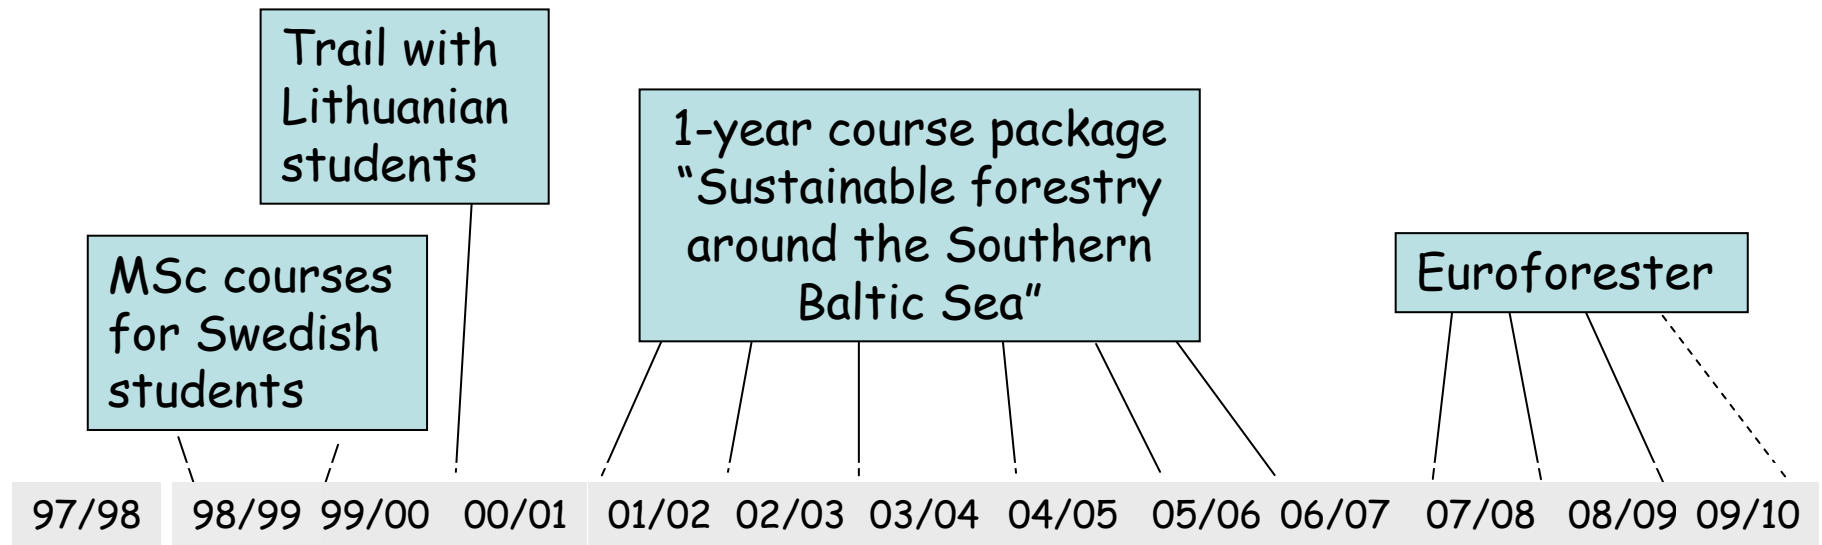 Trail with
Lithuanian
students
1-year course package
“Sustainable forestry
around the Southern
Baltic Sea”
MSc courses
for Swedish
students
Euroforester
97/98 98/99 99/00 00/01 01/02 02/03 03/04 04/05 05/06 06/07 07/08 08/09 09/10